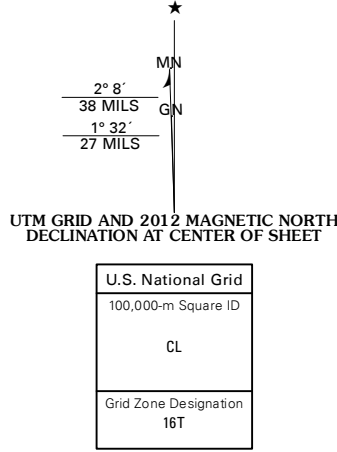 ★
MN
2° 8´
38 MILS
GN
1° 32´
27 MILS
UTM GRID AND 2012 MAGNETIC NORTH
DECLINATION AT CENTER OF SHEET
U.S. National Grid
100,000-m Square ID
CL
Grid Zone Designation
16T